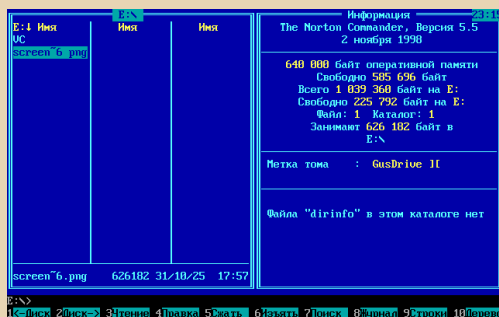 E:\
E:↓ Имя Имя Имя
VC
screen~6 png
screen~6.png 626182 31/10/25 17:57
Информация
The Norton Commander, Версия 5.5
2 ноября 1998
640 000 байт оперативной памяти
Свободно 585 696 байт
Всего 1 039 360 байт на E:
Свободно 225 792 байт на E:
Файл: 1 Каталог: 1
Занимают 626 182 байт в
E:\
Метка тома : GusDrive ][
Файла "dirinfo" в этом каталоге нет
E:\>
1<-Диск 2Диск-> 3Чтение 4Правка 5Сжать 6Изъять 7Поиск 8Журнал 9Строки 10Дерево